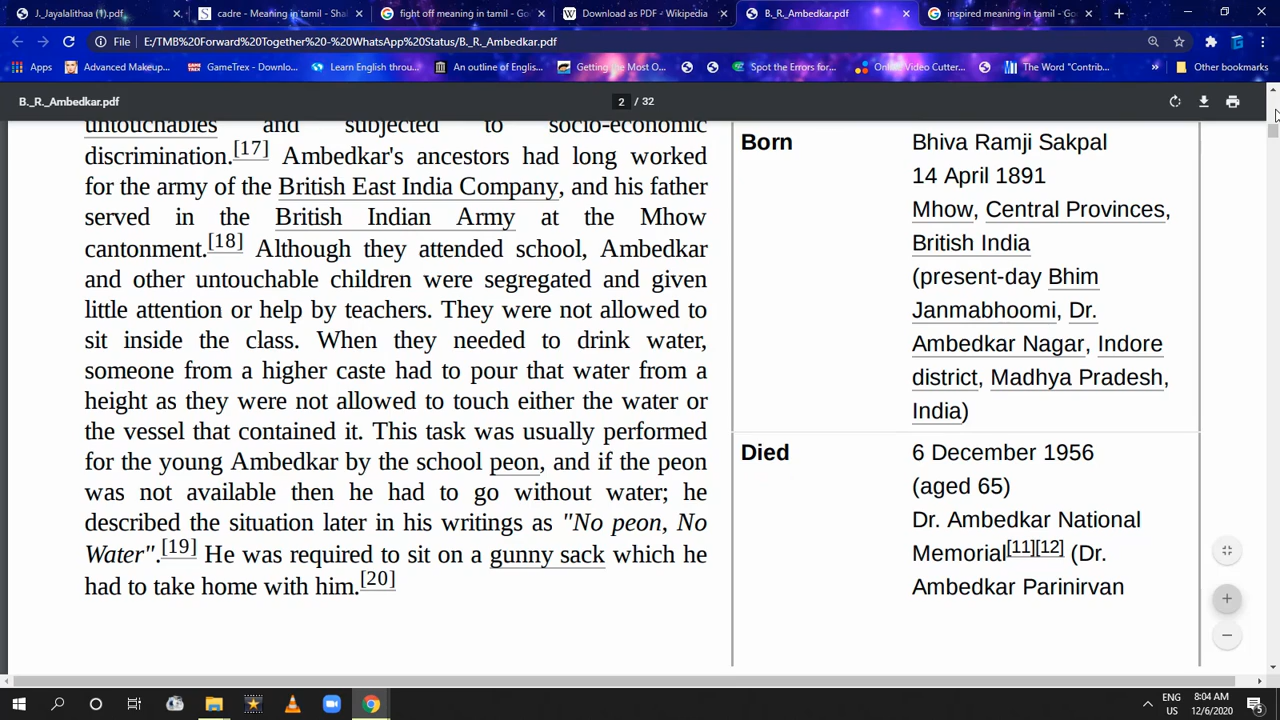 J._Jayalalithaa (1).pdf
cadre - Meaning in tamil - Shal
fight off meaning in tamil - Go
Download as PDF - Wikipedia
B._R._Ambedkar.pdf
inspired meaning in tamil - Goo
File
E:/TMB%20Forward%20Together%20-%20WhatsApp%20Status/B._R._Ambedkar.pdf
Apps
Advanced Makeup...
GameTrex - Downlo...
Learn English throu...
An outline of Englis...
Getting the Most O...
Spot the Errors for...
Online Video Cutter...
The Word "Contrib...
»
Other bookmarks
B._R._Ambedkar.pdf
2 / 32
untouchables and subjected to socio-economic
discrimination.[17] Ambedkar's ancestors had long worked
for the army of the British East India Company, and his father
served in the British Indian Army at the Mhow
cantonment.[18] Although they attended school, Ambedkar
and other untouchable children were segregated and given
little attention or help by teachers. They were not allowed to
sit inside the class. When they needed to drink water,
someone from a higher caste had to pour that water from a
height as they were not allowed to touch either the water or
the vessel that contained it. This task was usually performed
for the young Ambedkar by the school peon, and if the peon
was not available then he had to go without water; he
described the situation later in his writings as "No peon, No
Water".[19] He was required to sit on a gunny sack which he
had to take home with him.[20]
Born
Bhiva Ramji Sakpal
14 April 1891
Mhow, Central Provinces,
British India
(present-day Bhim
Janmabhoomi, Dr.
Ambedkar Nagar, Indore
district, Madhya Pradesh,
India)
Died
6 December 1956
(aged 65)
Dr. Ambedkar National
Memorial[11][12] (Dr.
Ambedkar Parinirvan
ENG
US
8:04 AM
12/6/2020
5